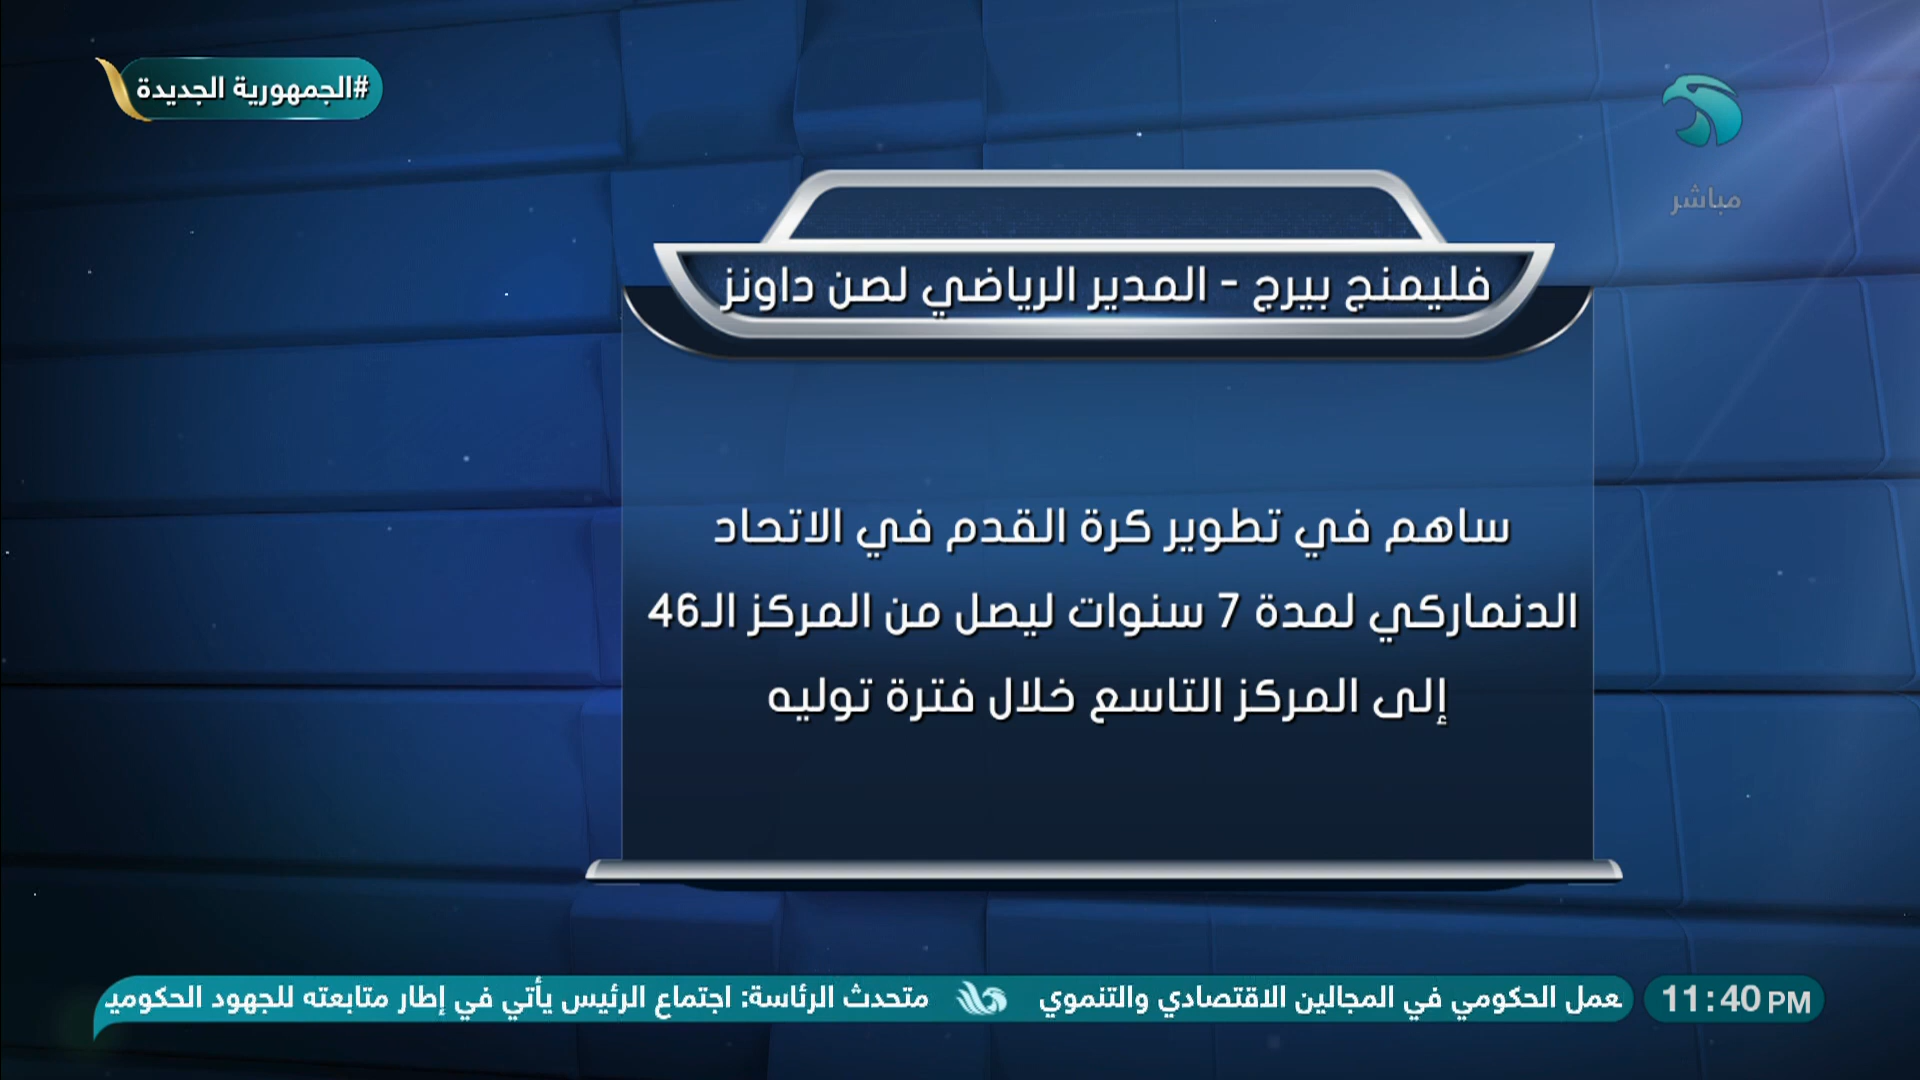 #الجمهورية الجديدة
مباشر
فليمنج بيرج - المدير الرياضي لصن داونز
ساهم في تطوير كرة القدم في الاتحاد
الدنماركي لمدة 7 سنوات ليصل من المركز الـ46
إلى المركز التاسع خلال فترة توليه
عمل الحكومي في المجالين الاقتصادي والتنموي متحدث الرئاسة: اجتماع الرئيس يأتي في إطار متابعته للجهود الحكومي
11:40 PM